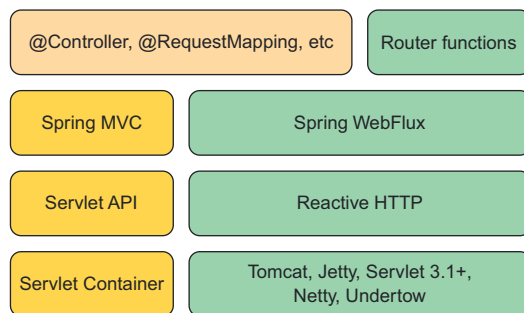 @Controller, @RequestMapping, etc
Router functions
Spring MVC
Spring WebFlux
Servlet API
Reactive HTTP
Servlet Container
Tomcat, Jetty, Servlet 3.1+,
Netty, Undertow